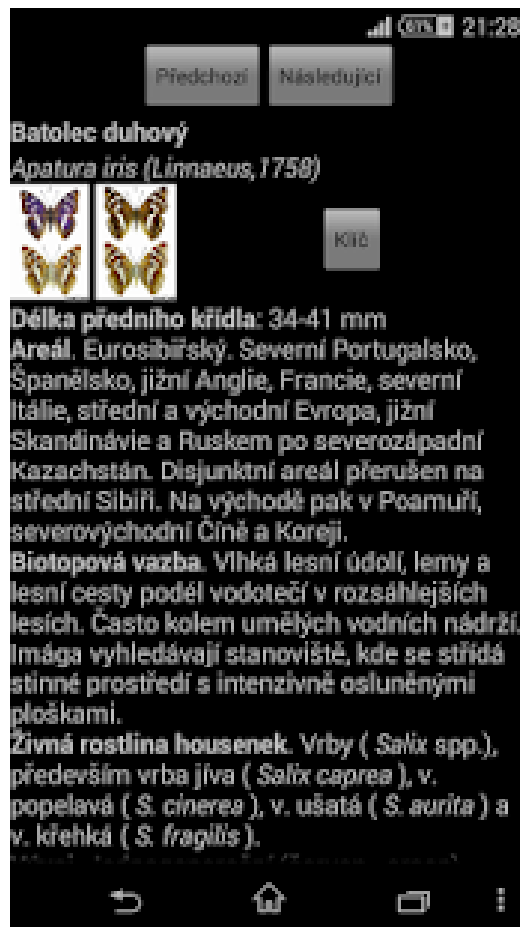 61% 21:28
Předchozí Následující
Batolec duhový
Apatura iris (Linnaeus,1758)
Klíč
Délka předního křídla: 34-41 mm
Areál. Eurosibiřský. Severní Portugalsko,
Španělsko, jižní Anglie, Francie, severní
Itálie, střední a východní Evropa, jižní
Skandinávie a Ruskem po severozápadní
Kazachstán. Disjunktní areál přerušen na
střední Sibiři. Na východě pak v Poamuří,
severovýchodní Číně a Koreji.
Biotopová vazba. Vlhká lesní údolí, lemy a
lesní cesty podél vodotečí v rozsáhlejších
lesích. Často kolem umělých vodních nádrží.
Imága vyhledávají stanoviště, kde se střídá
stinné prostředí s intenzivně osluněnými
ploškami.
Živná rostlina housenek. Vrby ( Salix spp.),
především vrba jíva ( Salix caprea ), v.
popelavá ( S. cinerea ), v. ušatá ( S. aurita ) a
v. křehká ( S. fragilis ).